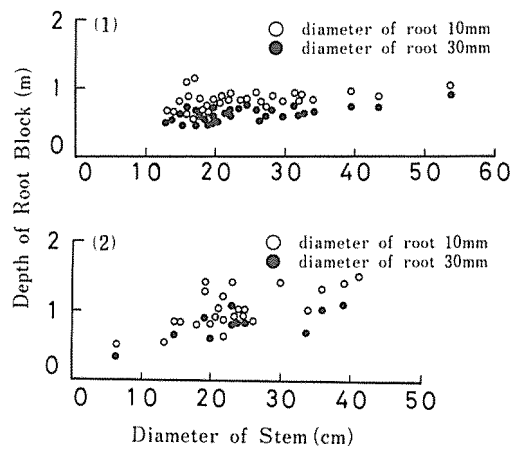 2
(1)
diameter of root 10mm
diameter of root 30mm
1
0
0 10 20 30 40 50 60
2
(2)
diameter of root 10mm
diameter of root 30mm
1
0
0 10 20 30 40 50
Depth of Root Block (m)
Diameter of Stem (cm)